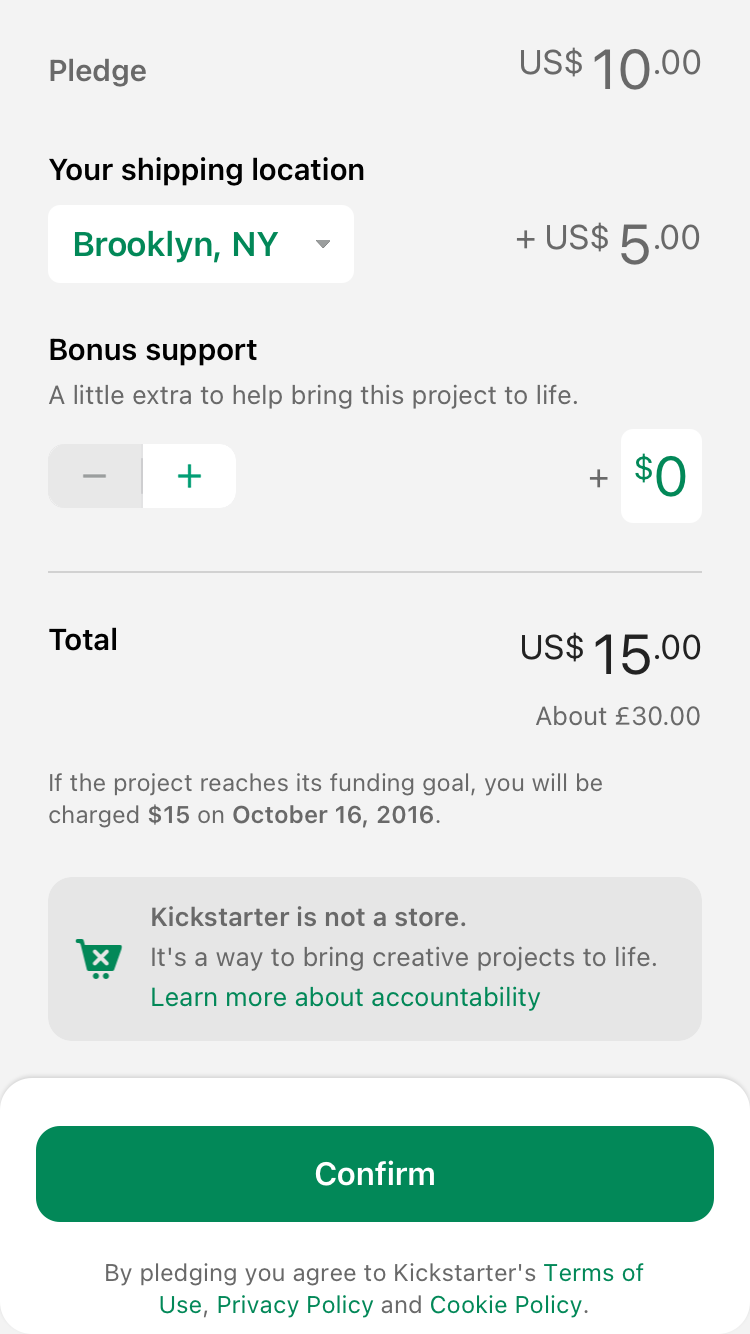 Pledge US$ 10.00
Your shipping location
Brooklyn, NY + US$ 5.00
Bonus support
A little extra to help bring this project to life.
− + + $0
Total US$ 15.00
About £30.00
If the project reaches its funding goal, you will be
charged $15 on October 16, 2016.
Kickstarter is not a store.
It's a way to bring creative projects to life.
Learn more about accountability
Confirm
By pledging you agree to Kickstarter's Terms of
Use, Privacy Policy and Cookie Policy.